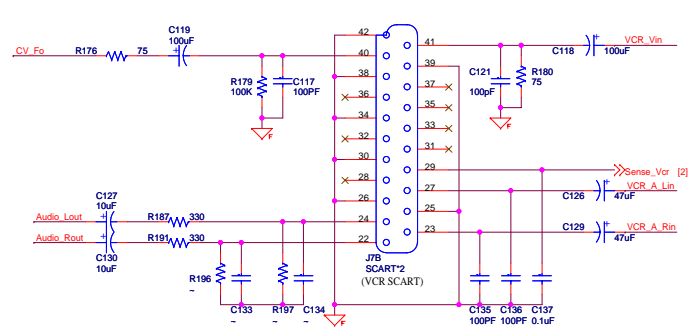 C119
100uF
42
41
VCR_Vin
CV_Fo
R176
75
40
C118
100uF
39
R179
100K
C117
100PF
38
C121
100pF
R180
75
37
36
35
F
F
34
33
32
31
30
29
Sense_Vcr [2]
28
27
VCR_A_Lin
C127
10uF
C126
47uF
26
25
Audio_Lout
R187
330
24
VCR_A_Rin
23
C129
47uF
Audio_Rout
R191
330
22
C130
10uF
J7B
SCART*2
(VCR SCART)
R196
~
C133
~
R197
~
C134
~
F
C135
100PF
C136
100PF
C137
0.1uF